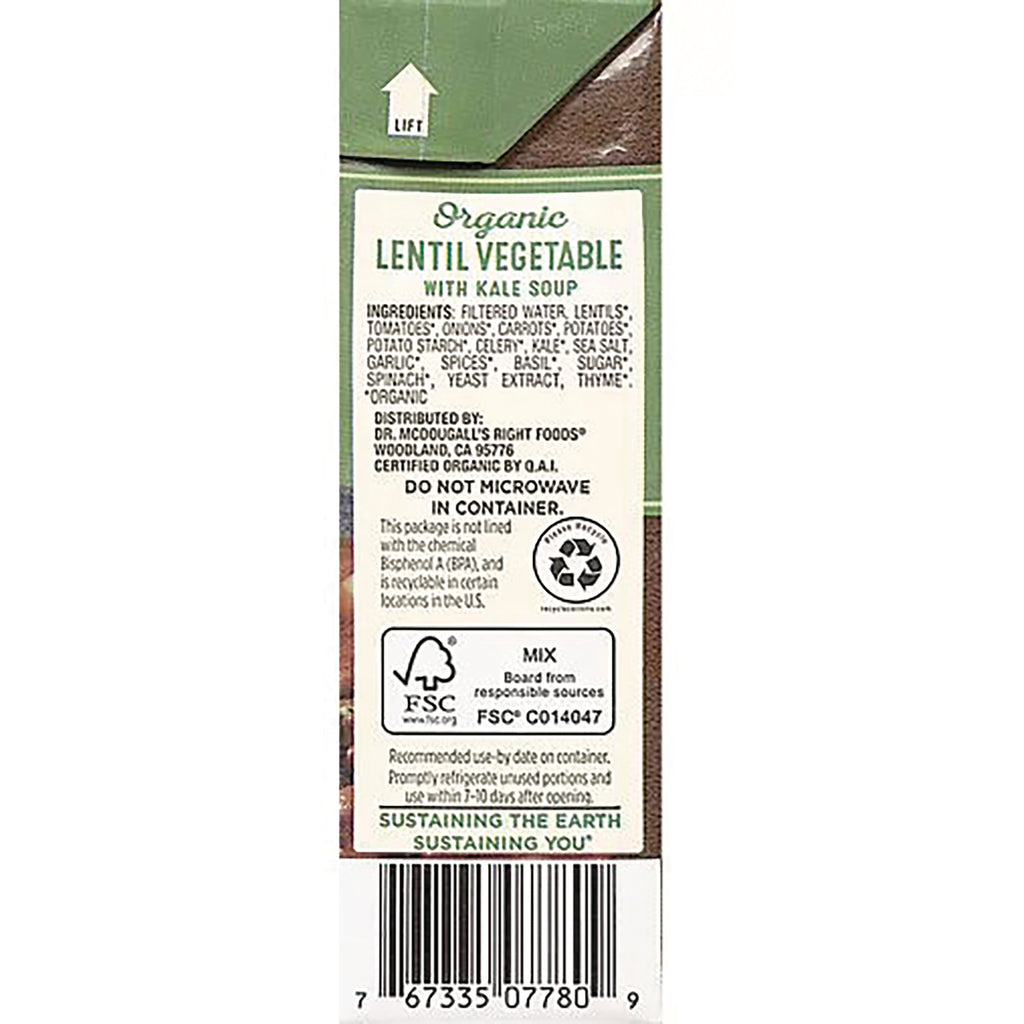 LIFT
Organic
LENTIL VEGETABLE
WITH KALE SOUP
INGREDIENTS: FILTERED WATER, LENTILS*,
TOMATOES*, ONIONS*, CARROTS*, POTATOES*,
POTATO STARCH*, CELERY*, KALE*, SEA SALT,
GARLIC*, SPICES*, BASIL*, SUGAR*,
SPINACH*, YEAST EXTRACT, THYME*.
*ORGANIC
DISTRIBUTED BY:
DR. MCDOUGALL'S RIGHT FOODS®
WOODLAND, CA 95776
CERTIFIED ORGANIC BY Q.A.I.
DO NOT MICROWAVE
IN CONTAINER.
This package is not lined
with the chemical
Bisphenol A (BPA), and
is recyclable in certain
locations in the U.S.
Please Recycle
recyclecartons.com
FSC®
www.fsc.org
MIX
Board from
responsible sources
FSC® C014047
Recommended use-by date on container.
Promptly refrigerate unused portions and
use within 7-10 days after opening.
SUSTAINING THE EARTH
SUSTAINING YOU®
7 67335 07780 9